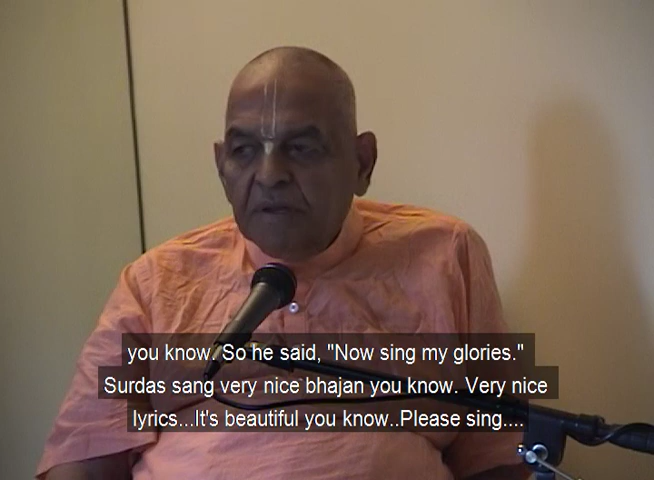 you know. So he said, "Now sing my glories."
Surdas sang very nice bhajan you know. Very nice
lyrics...It's beautiful you know..Please sing....